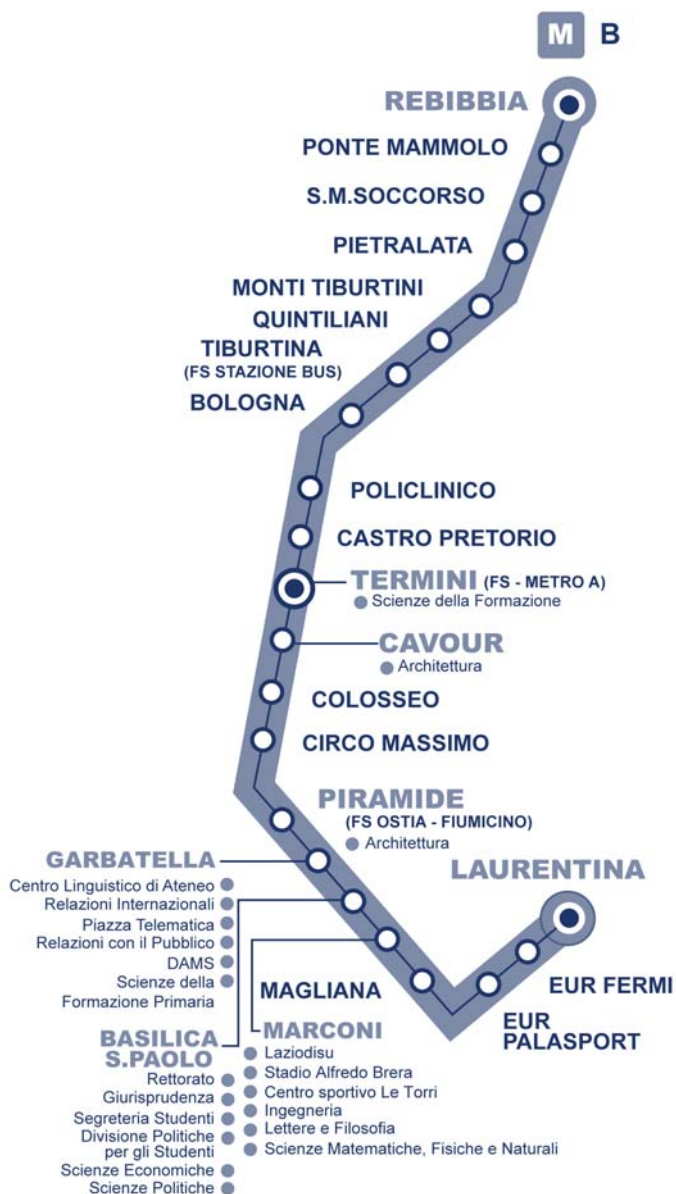 M B
REBIBBIA
PONTE MAMMOLO
S.M.SOCCORSO
PIETRALATA
MONTI TIBURTINI
QUINTILIANI
TIBURTINA
(FS STAZIONE BUS)
BOLOGNA
POLICLINICO
CASTRO PRETORIO
TERMINI (FS - METRO A)
Scienze della Formazione
CAVOUR
Architettura
COLOSSEO
CIRCO MASSIMO
PIRAMIDE
(FS OSTIA - FIUMICINO)
Architettura
GARBATELLA
Centro Linguistico di Ateneo
Relazioni Internazionali
Piazza Telematica
Relazioni con il Pubblico
DAMS
Scienze della
Formazione Primaria
BASILICA
S.PAOLO
Rettorato
Giurisprudenza
Segreteria Studenti
Divisione Politiche
per gli Studenti
Scienze Economiche
Scienze Politiche
MARCONI
Laziodisu
Stadio Alfredo Brera
Centro sportivo Le Torri
Ingegneria
Lettere e Filosofia
Scienze Matematiche, Fisiche e Naturali
MAGLIANA
EUR
PALASPORT
EUR FERMI
LAURENTINA